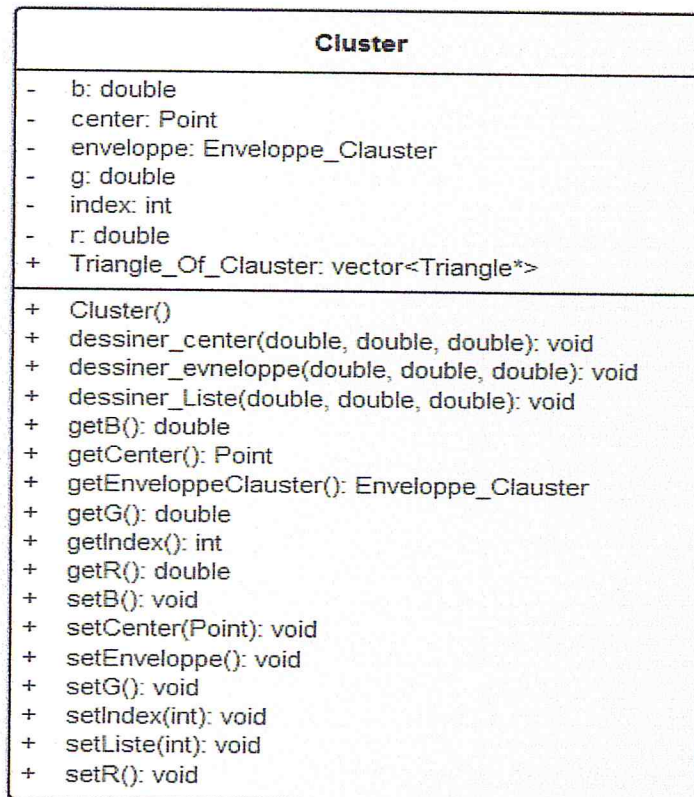 Cluster
- b: double
- center: Point
- enveloppe: Enveloppe_Clauster
- g: double
- index: int
- r: double
+ Triangle_Of_Clauster: vector<Triangle*>
+ Cluster()
+ dessiner_center(double, double, double): void
+ dessiner_evneloppe(double, double, double): void
+ dessiner_Liste(double, double, double): void
+ getB(): double
+ getCenter(): Point
+ getEnveloppeClauster(): Enveloppe_Clauster
+ getG(): double
+ getIndex(): int
+ getR(): double
+ setB(): void
+ setCenter(Point): void
+ setEnveloppe(): void
+ setG(): void
+ setIndex(int): void
+ setListe(int): void
+ setR(): void